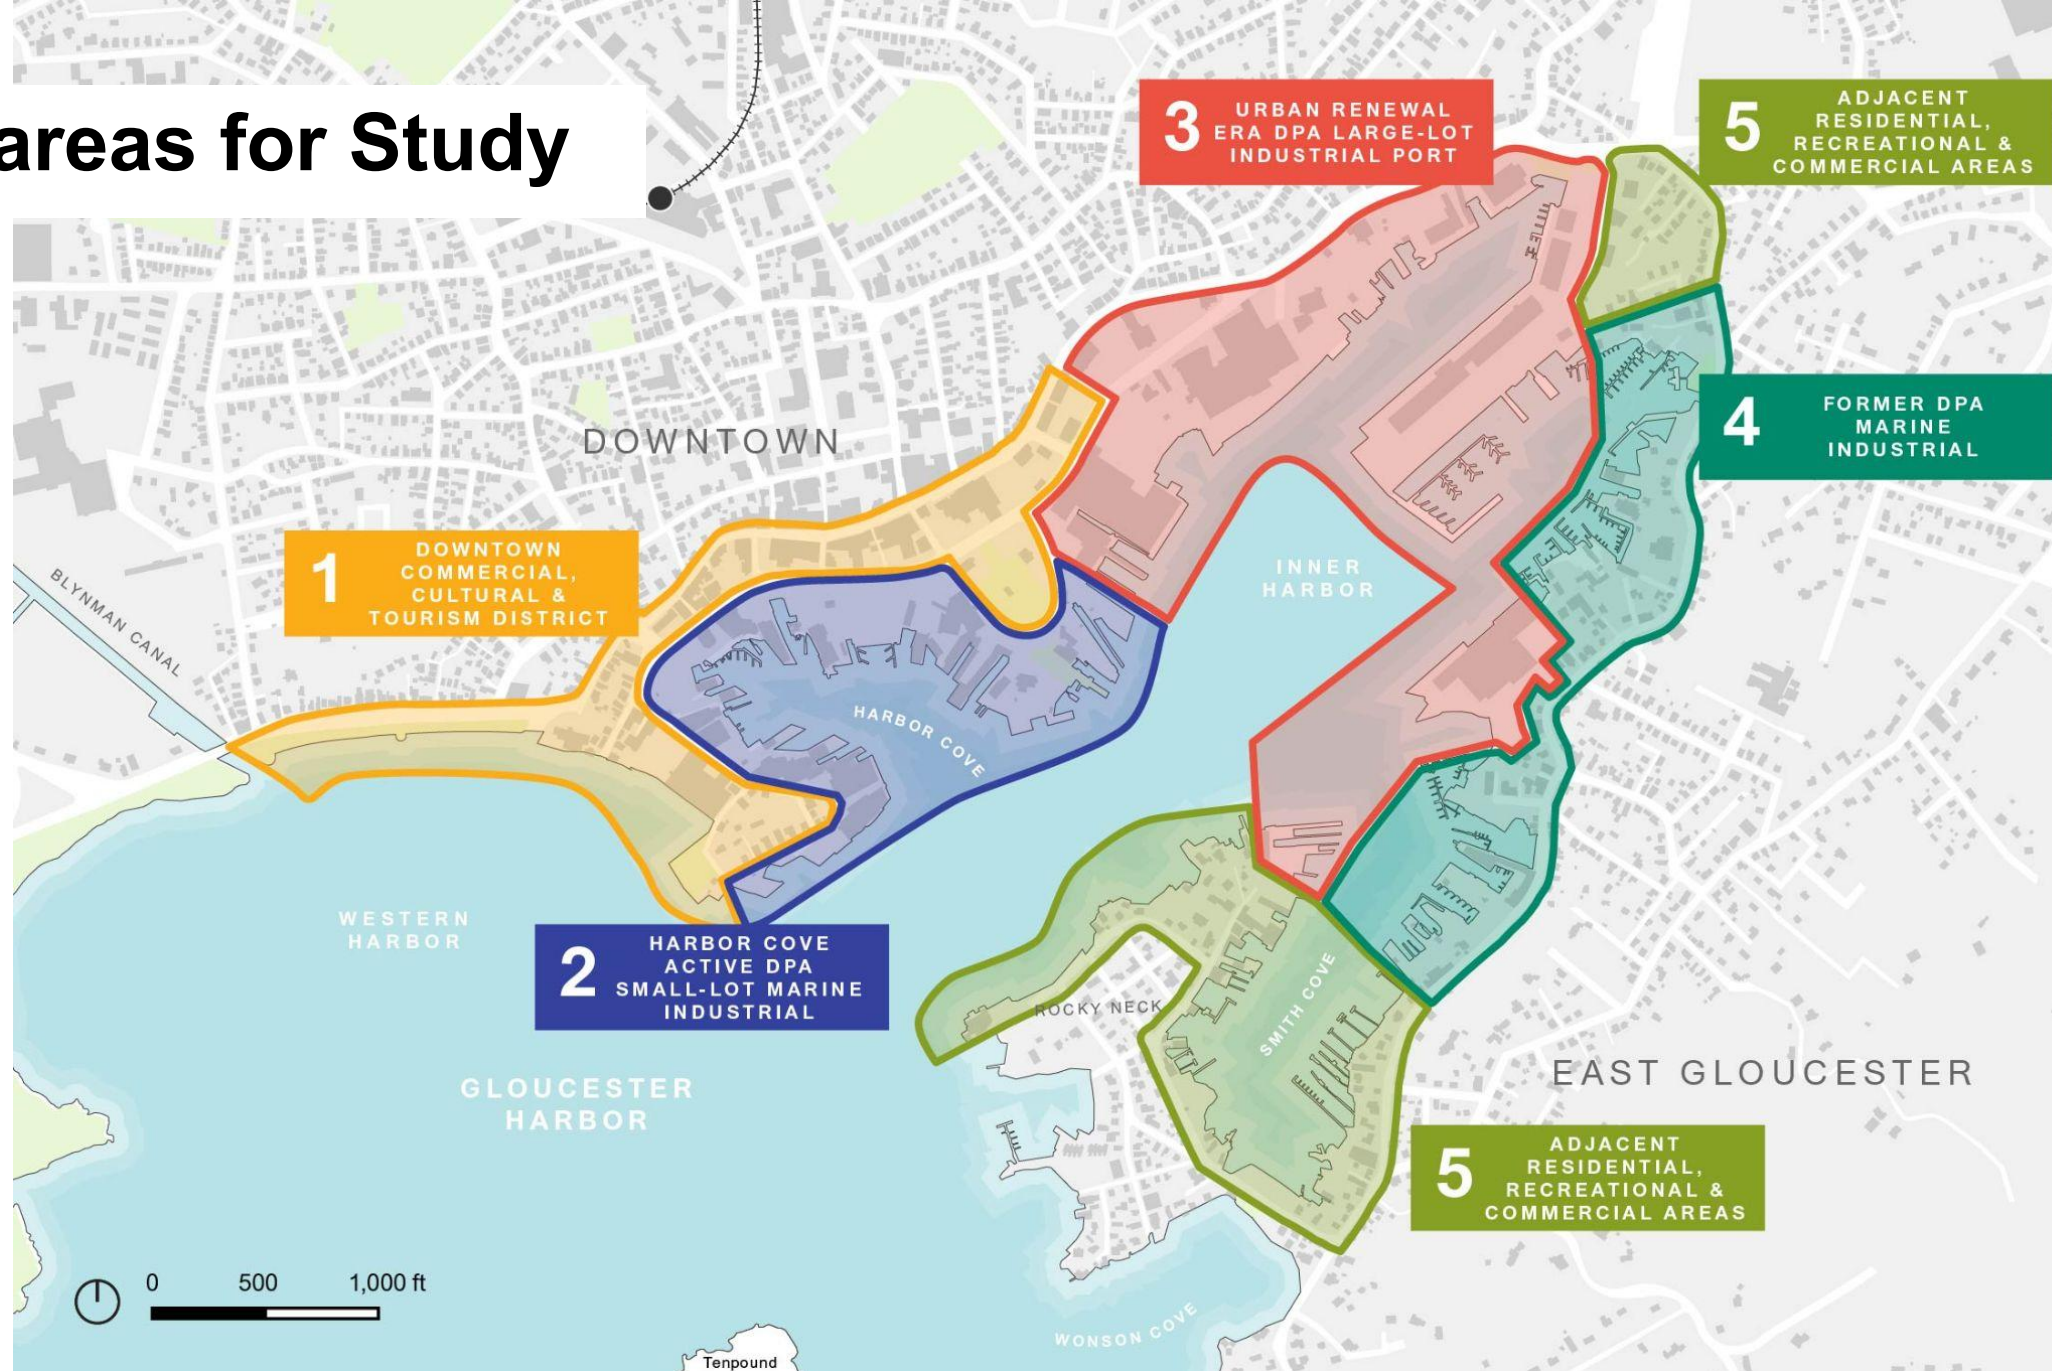 areas for Study
3
URBAN RENEWAL
ERA DPA LARGE-LOT
INDUSTRIAL PORT
5
ADJACENT
RESIDENTIAL,
RECREATIONAL &
COMMERCIAL AREAS
4
FORMER DPA
MARINE
INDUSTRIAL
DOWNTOWN
1
DOWNTOWN
COMMERCIAL,
CULTURAL &
TOURISM DISTRICT
INNER
HARBOR
BLYNMAN CANAL
HARBOR COVE
WESTERN
HARBOR
2
HARBOR COVE
ACTIVE DPA
SMALL-LOT MARINE
INDUSTRIAL
ROCKY NECK
SMITH COVE
GLOUCESTER
HARBOR
EAST GLOUCESTER
5
ADJACENT
RESIDENTIAL,
RECREATIONAL &
COMMERCIAL AREAS
0 500 1,000 ft
WONSON COVE
Tenpound